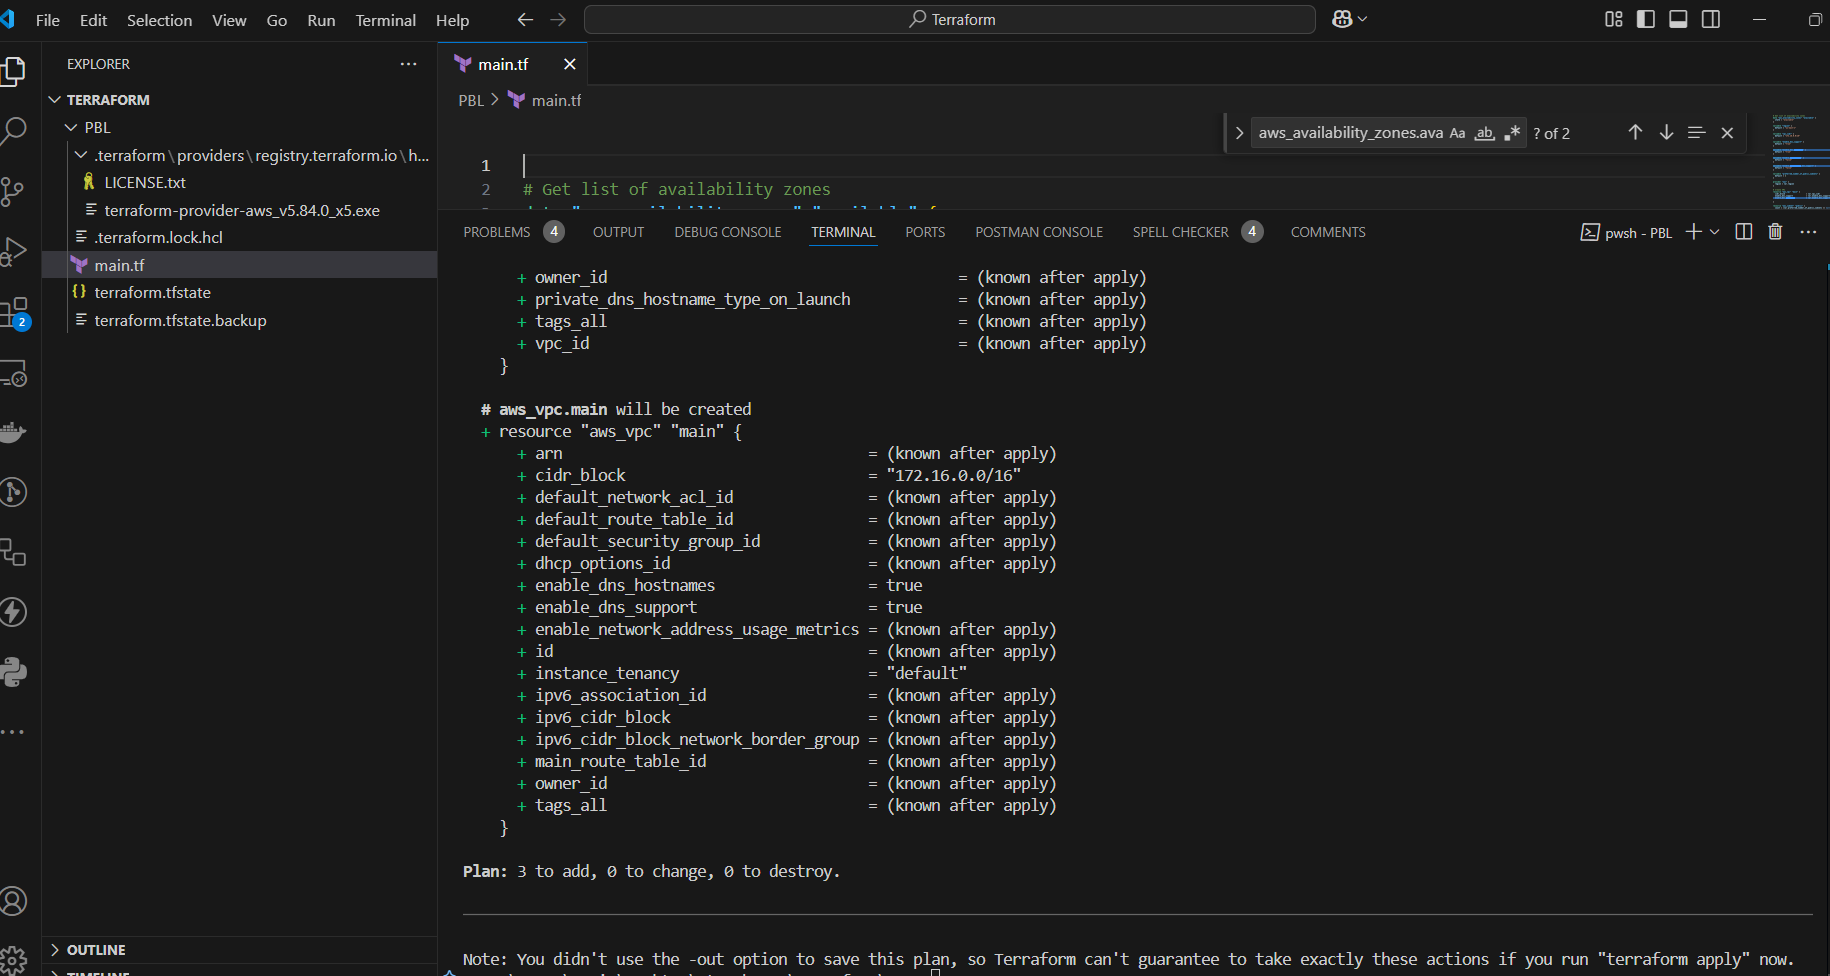 File Edit Selection View Go Run Terminal Help
Terraform
EXPLORER
TERRAFORM
PBL
.terraform\providers\registry.terraform.io\h...
LICENSE.txt
terraform-provider-aws_v5.84.0_x5.exe
.terraform.lock.hcl
main.tf
terraform.tfstate
terraform.tfstate.backup
2
OUTLINE
main.tf
PBL > main.tf
aws_availability_zones.ava Aa ab ? of 2
1
2 # Get list of availability zones
PROBLEMS 4 OUTPUT DEBUG CONSOLE TERMINAL PORTS POSTMAN CONSOLE SPELL CHECKER 4 COMMENTS
pwsh - PBL
+ owner_id = (known after apply)
+ private_dns_hostname_type_on_launch = (known after apply)
+ tags_all = (known after apply)
+ vpc_id = (known after apply)
}
# aws_vpc.main will be created
+ resource "aws_vpc" "main" {
+ arn = (known after apply)
+ cidr_block = "172.16.0.0/16"
+ default_network_acl_id = (known after apply)
+ default_route_table_id = (known after apply)
+ default_security_group_id = (known after apply)
+ dhcp_options_id = (known after apply)
+ enable_dns_hostnames = true
+ enable_dns_support = true
+ enable_network_address_usage_metrics = (known after apply)
+ id = (known after apply)
+ instance_tenancy = "default"
+ ipv6_association_id = (known after apply)
+ ipv6_cidr_block = (known after apply)
+ ipv6_cidr_block_network_border_group = (known after apply)
+ main_route_table_id = (known after apply)
+ owner_id = (known after apply)
+ tags_all = (known after apply)
}
Plan: 3 to add, 0 to change, 0 to destroy.
Note: You didn't use the -out option to save this plan, so Terraform can't guarantee to take exactly these actions if you run "terraform apply" now.